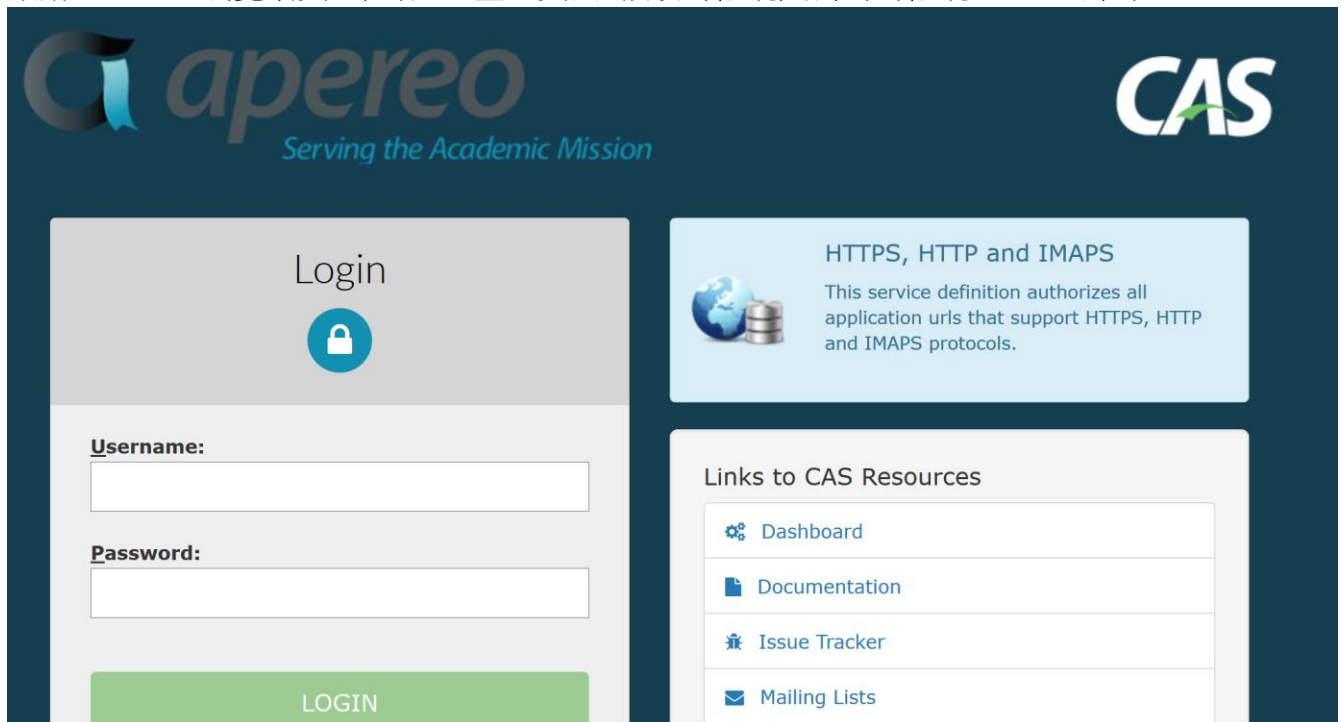 apereo
Serving the Academic Mission
CAS
Login
Username:
Password:
LOGIN
HTTPS, HTTP and IMAPS
This service definition authorizes all
application urls that support HTTPS, HTTP
and IMAPS protocols.
Links to CAS Resources
Dashboard
Documentation
Issue Tracker
Mailing Lists